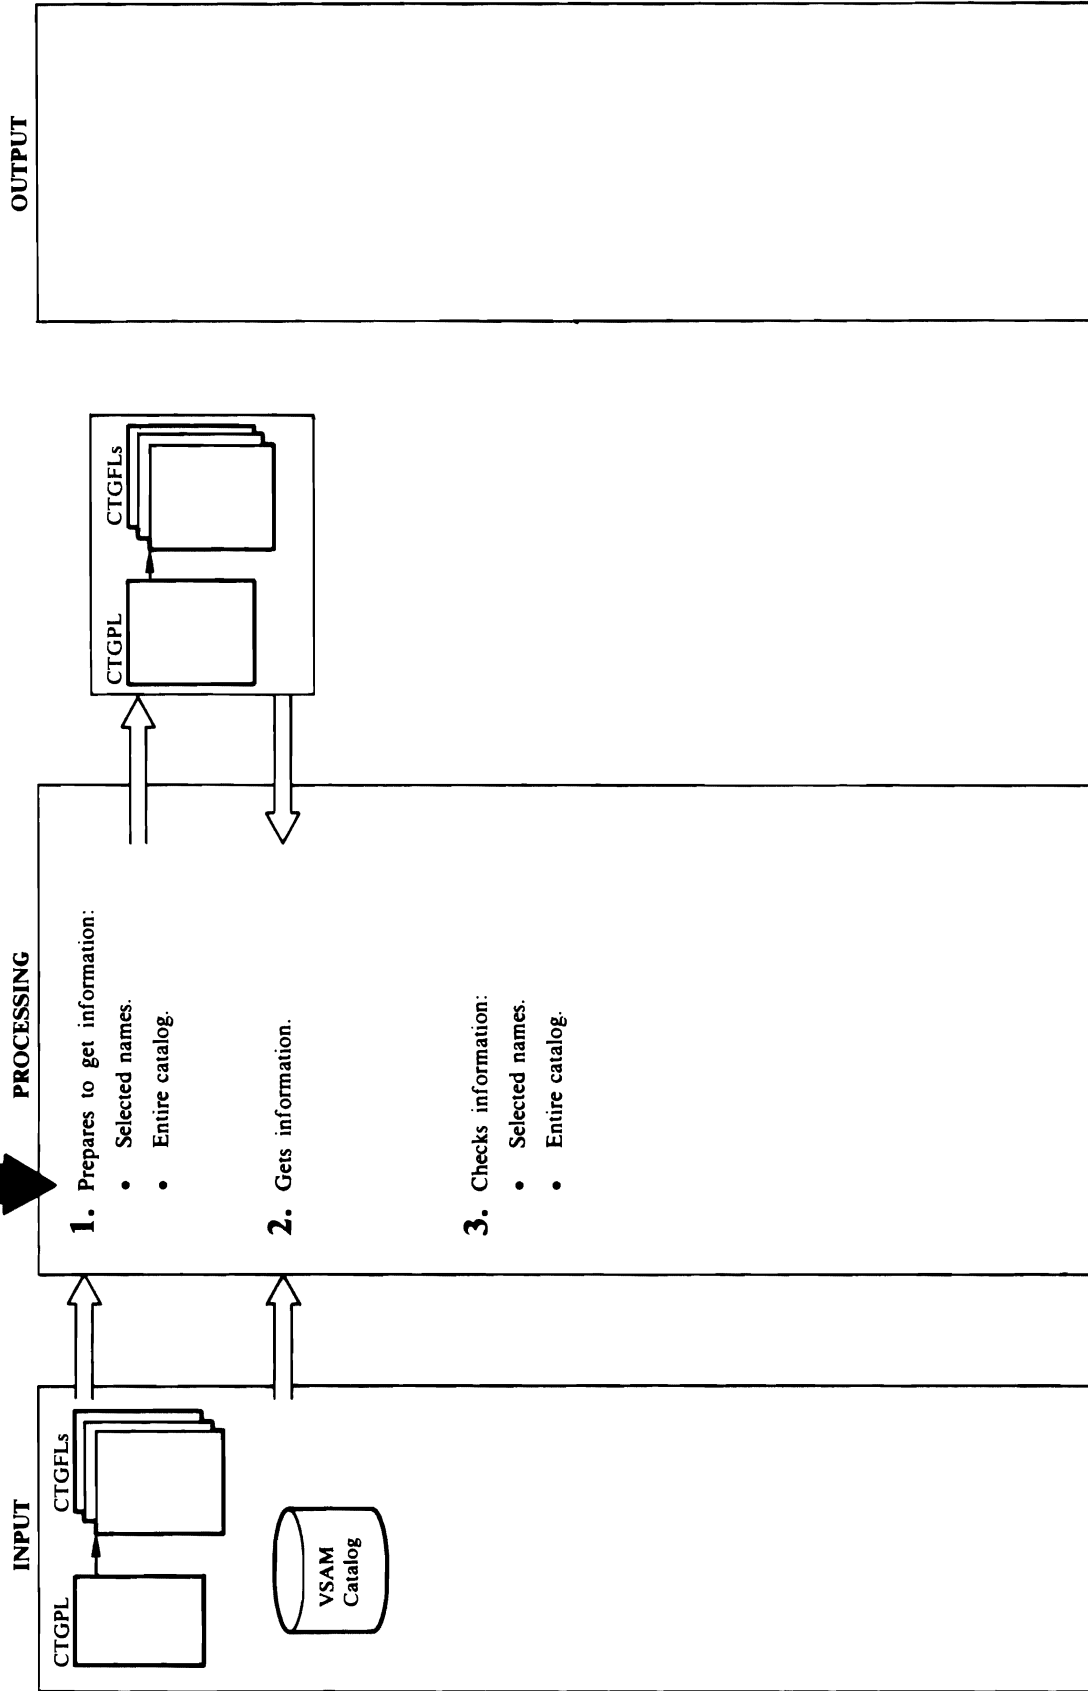 INPUT
PROCESSING
OUTPUT
CTGPL
CTGFLs
VSAM
Catalog
1. Prepares to get information:
• Selected names.
• Entire catalog.
2. Gets information.
3. Checks information:
• Selected names.
• Entire catalog.
CTGPL
CTGFLs